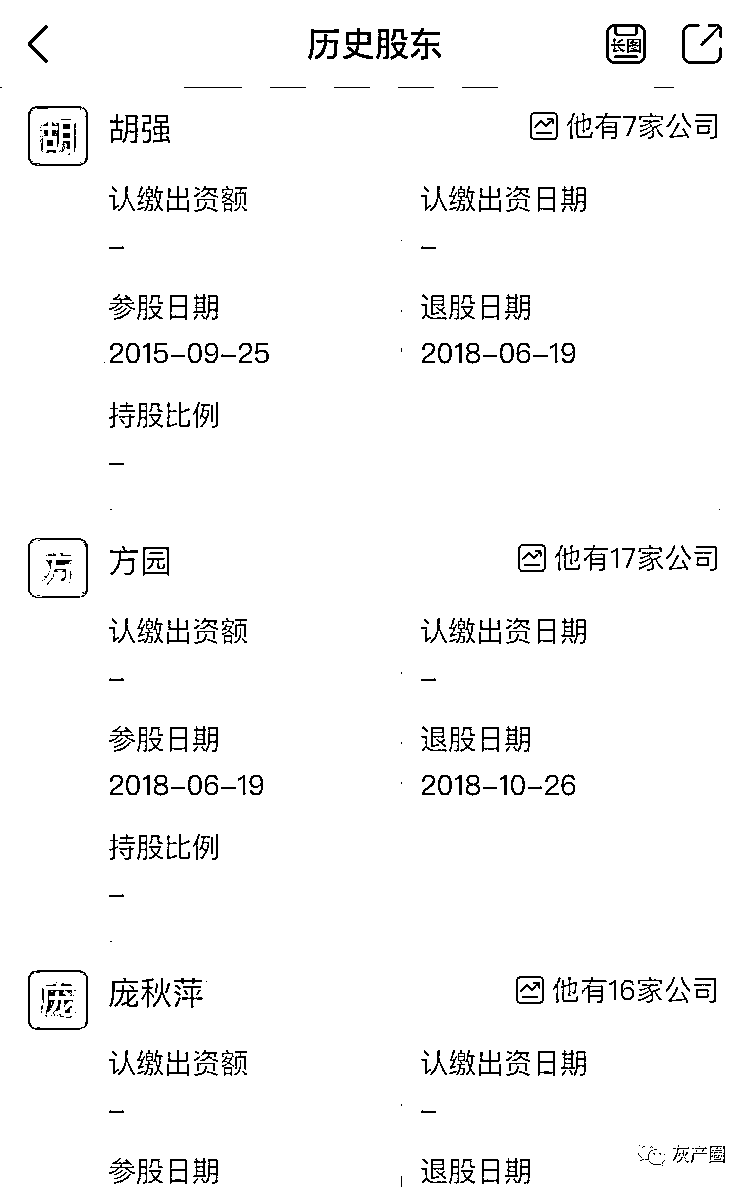 历史股东
长图
胡
胡强
他有7家公司
认缴出资额 认缴出资日期
– –
参股日期 退股日期
2015-09-25 2018-06-19
持股比例
–
方
方园
他有17家公司
认缴出资额 认缴出资日期
– –
参股日期 退股日期
2018-06-19 2018-10-26
持股比例
–
庞
庞秋萍
他有16家公司
认缴出资额 认缴出资日期
– –
参股日期 退股日期
灰产圈